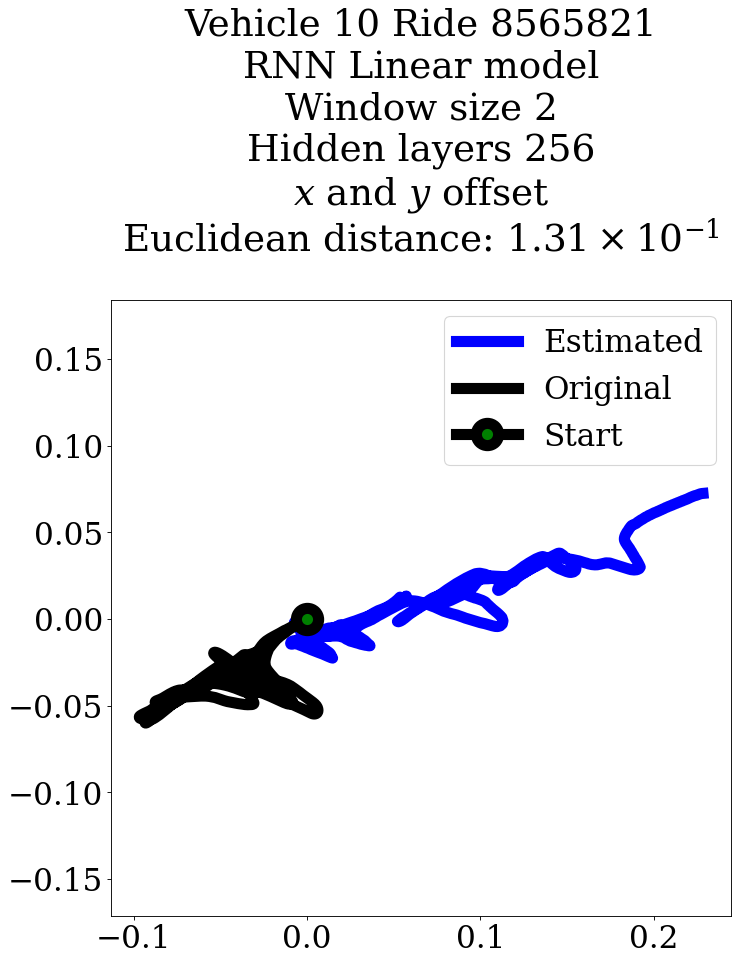 Vehicle 10 Ride 8565821
RNN Linear model
Window size 2
Hidden layers 256
x and y offset
Euclidean distance: 1.31 × 10⁻¹
Estimated
Original
Start
0.15
0.10
0.05
0.00
−0.05
−0.10
−0.15
−0.1 0.0 0.1 0.2